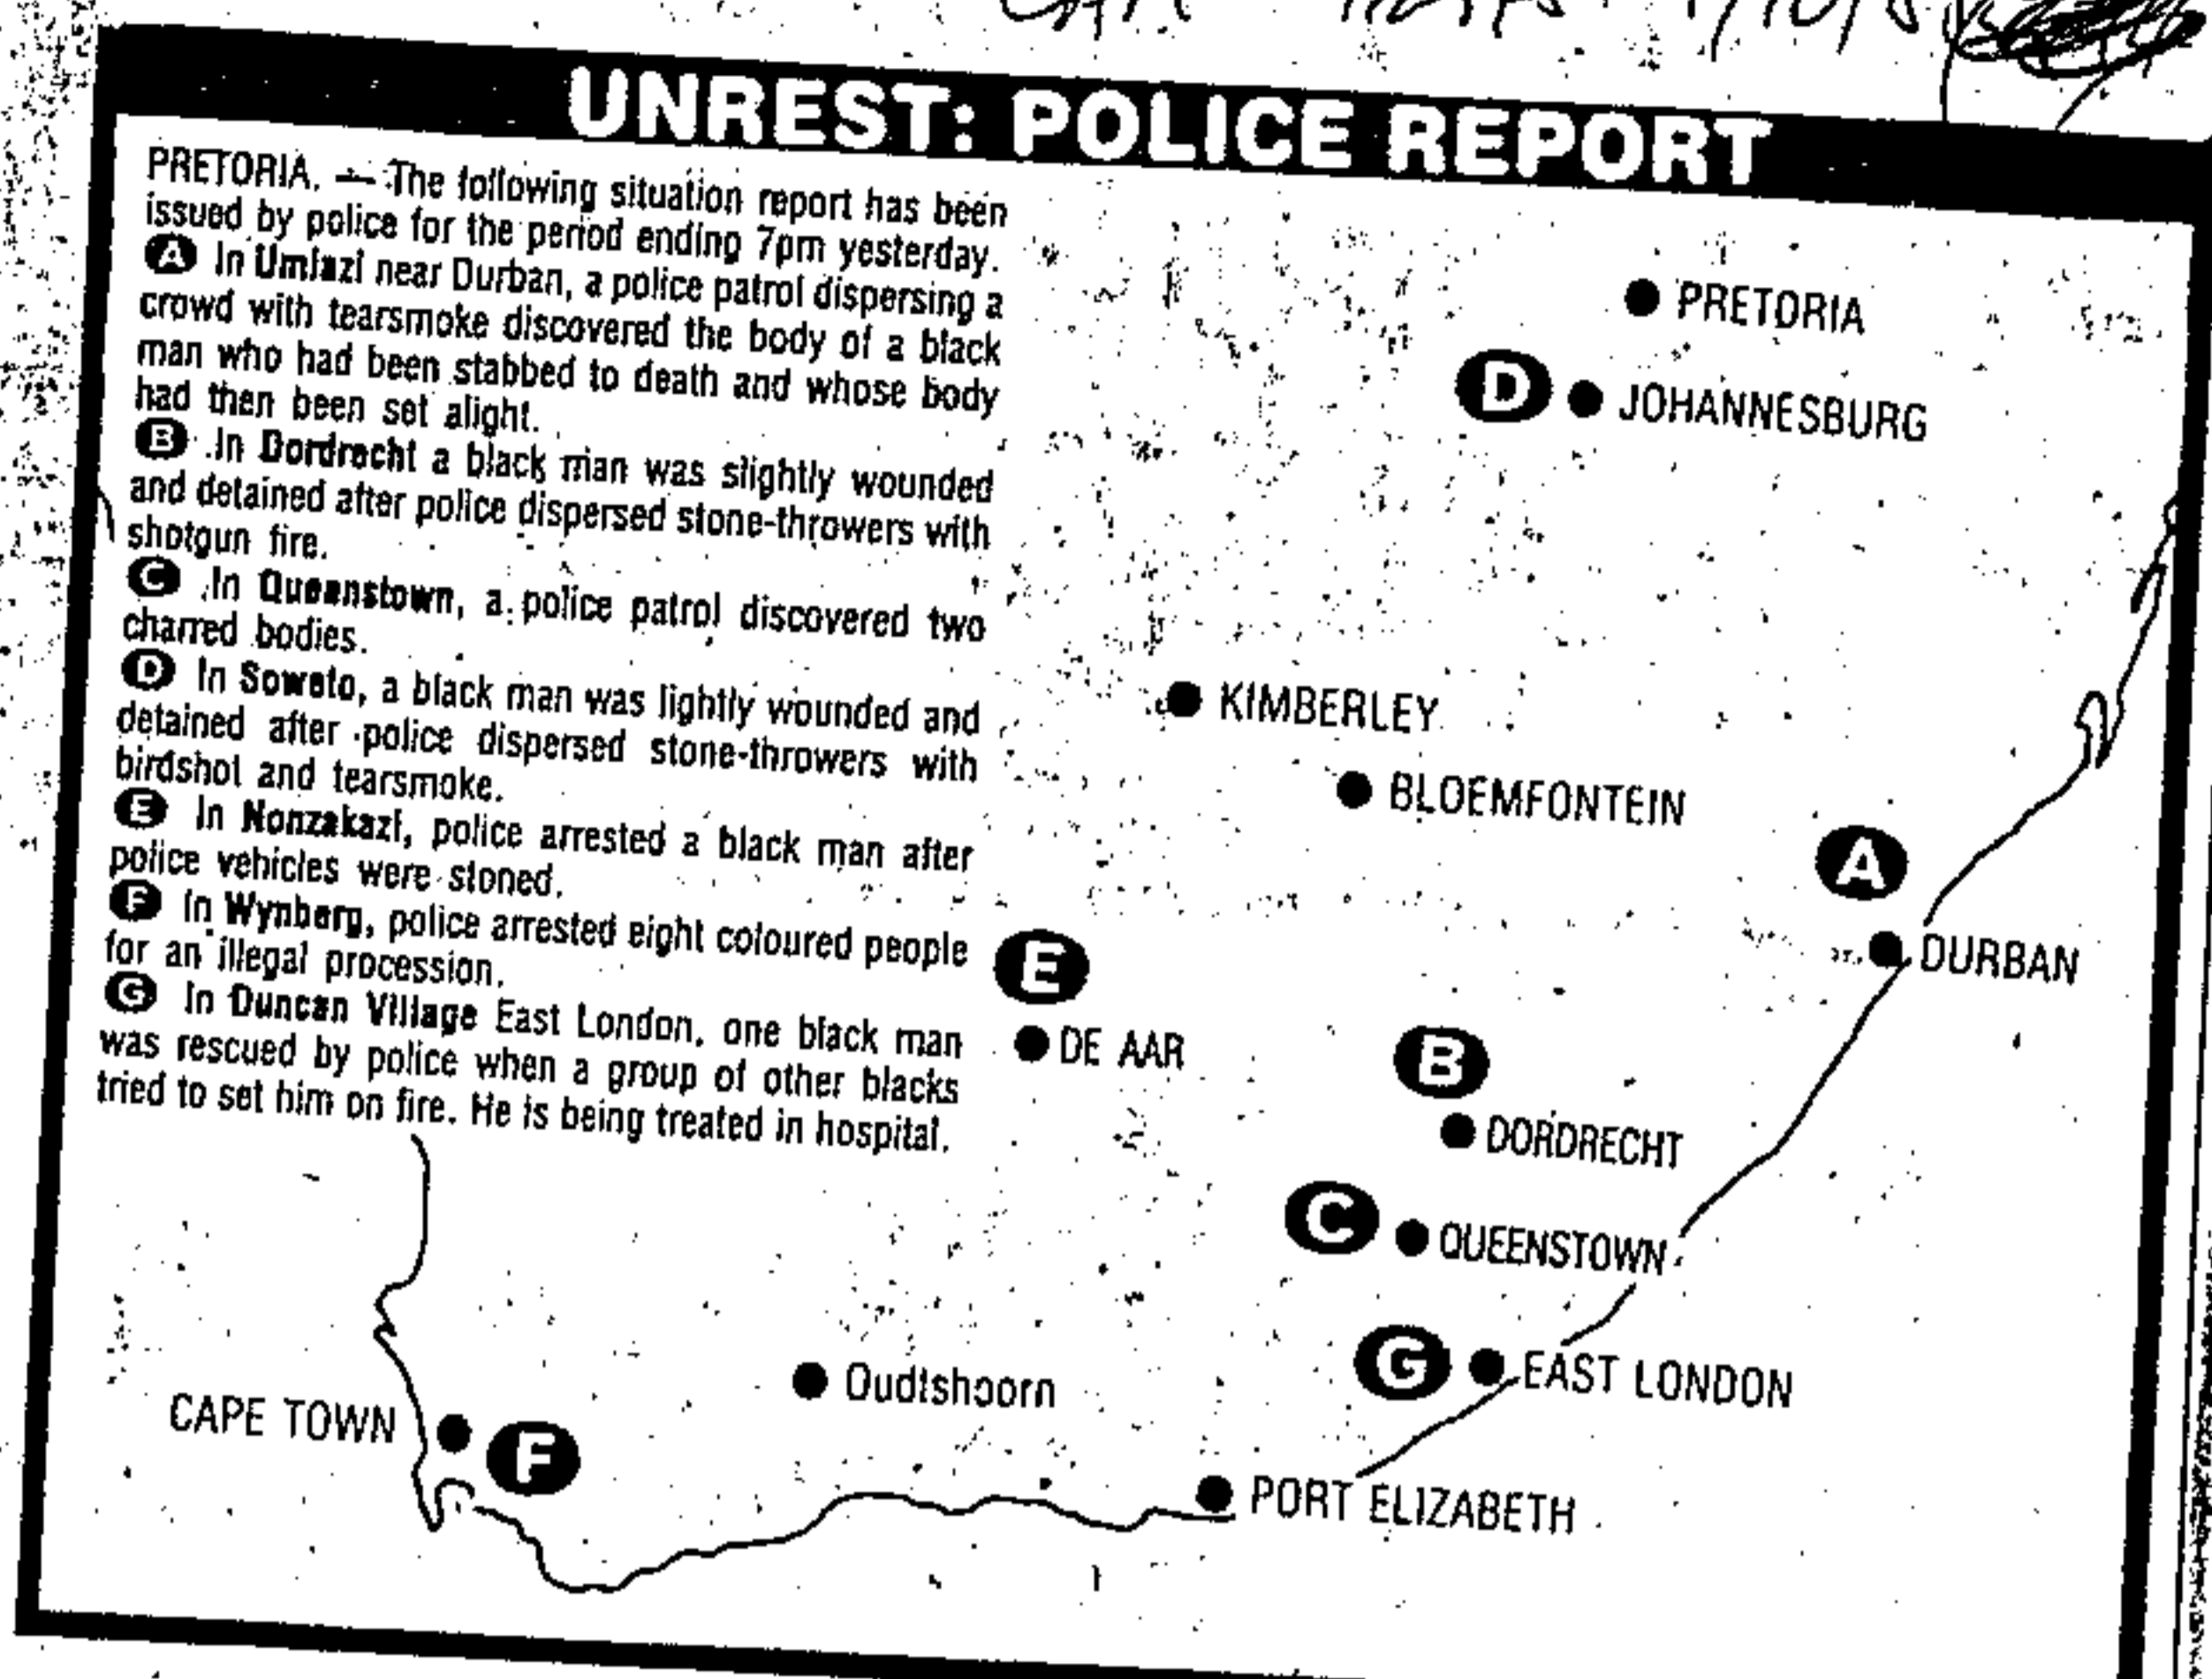 UNREST: POLICE REPORT
PRETORIA. — The following situation report has been
issued by police for the period ending 7pm yesterday.
A In Umlazi near Durban, a police patrol dispersing a
crowd with tearsmoke discovered the body of a black
man who had been stabbed to death and whose body
had then been set alight.
B In Dordrecht a black man was slightly wounded
and detained after police dispersed stone-throwers with
shotgun fire.
C In Queenstown, a police patrol discovered two
charred bodies.
D In Soweto, a black man was lightly wounded and
detained after police dispersed stone-throwers with
birdshot and tearsmoke.
E In Nonzakazi, police arrested a black man after
police vehicles were stoned.
F In Wynberg, police arrested eight coloured people
for an illegal procession.
G In Duncan Village East London, one black man
was rescued by police when a group of other blacks
tried to set him on fire. He is being treated in hospital.
PRETORIA
D JOHANNESBURG
KIMBERLEY
BLOEMFONTEIN
A
DURBAN
E
DE AAR
B
DORDRECHT
C QUEENSTOWN
G EAST LONDON
Oudtshoorn
CAPE TOWN F
PORT ELIZABETH